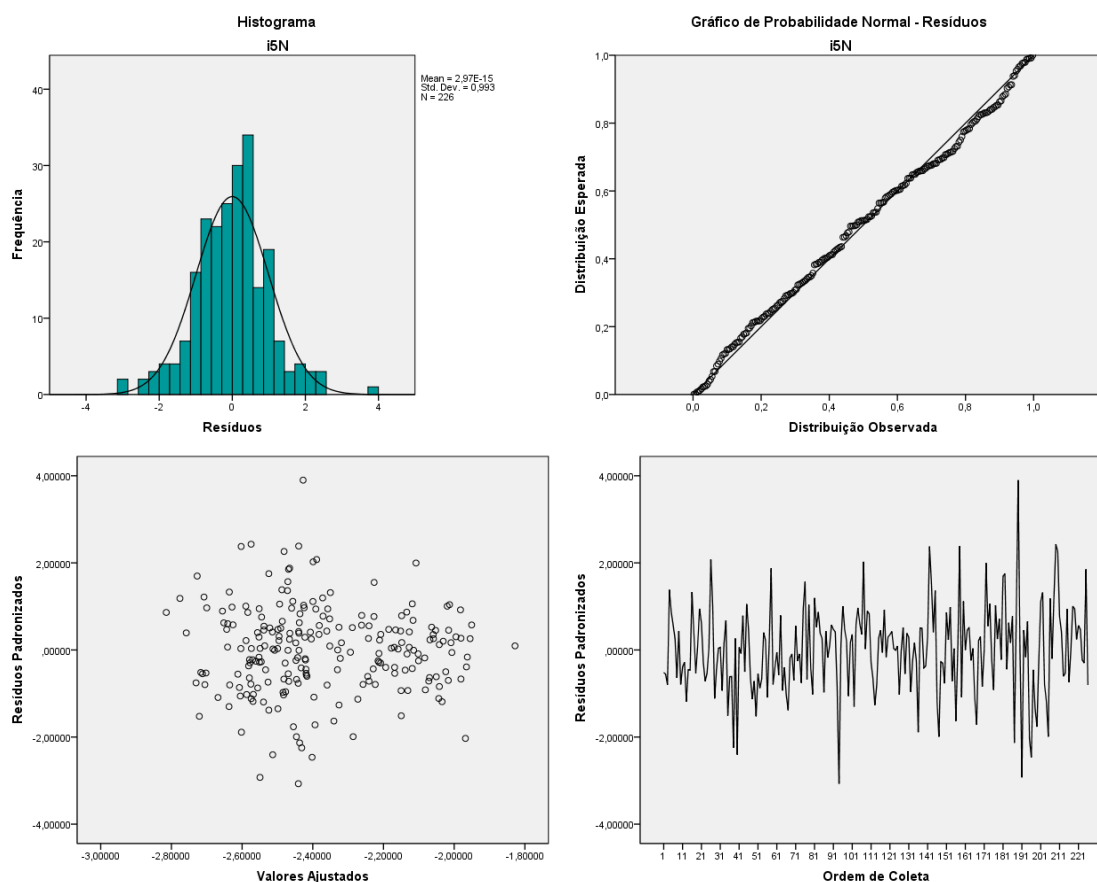 Histograma
i5N
Mean = 2,97E-15
Std. Dev. = 0,993
N = 226
Frequência
40
30
20
10
0
-4 -2 0 2 4
Resíduos
Gráfico de Probabilidade Normal - Resíduos
i5N
Distribuição Esperada
1,0
0,8
0,6
0,4
0,2
0,0
0,0 0,2 0,4 0,6 0,8 1,0
Distribuição Observada
Resíduos Padronizados
4,00000
2,00000
,00000
-2,00000
-4,00000
-3,00000 -2,80000 -2,60000 -2,40000 -2,20000 -2,00000 -1,80000
Valores Ajustados
Resíduos Padronizados
4,00000
2,00000
,00000
-2,00000
-4,00000
1 11 21 31 41 51 61 71 81 91 101 111 121 131 141 151 161 171 181 191 201 211 221
Ordem de Coleta